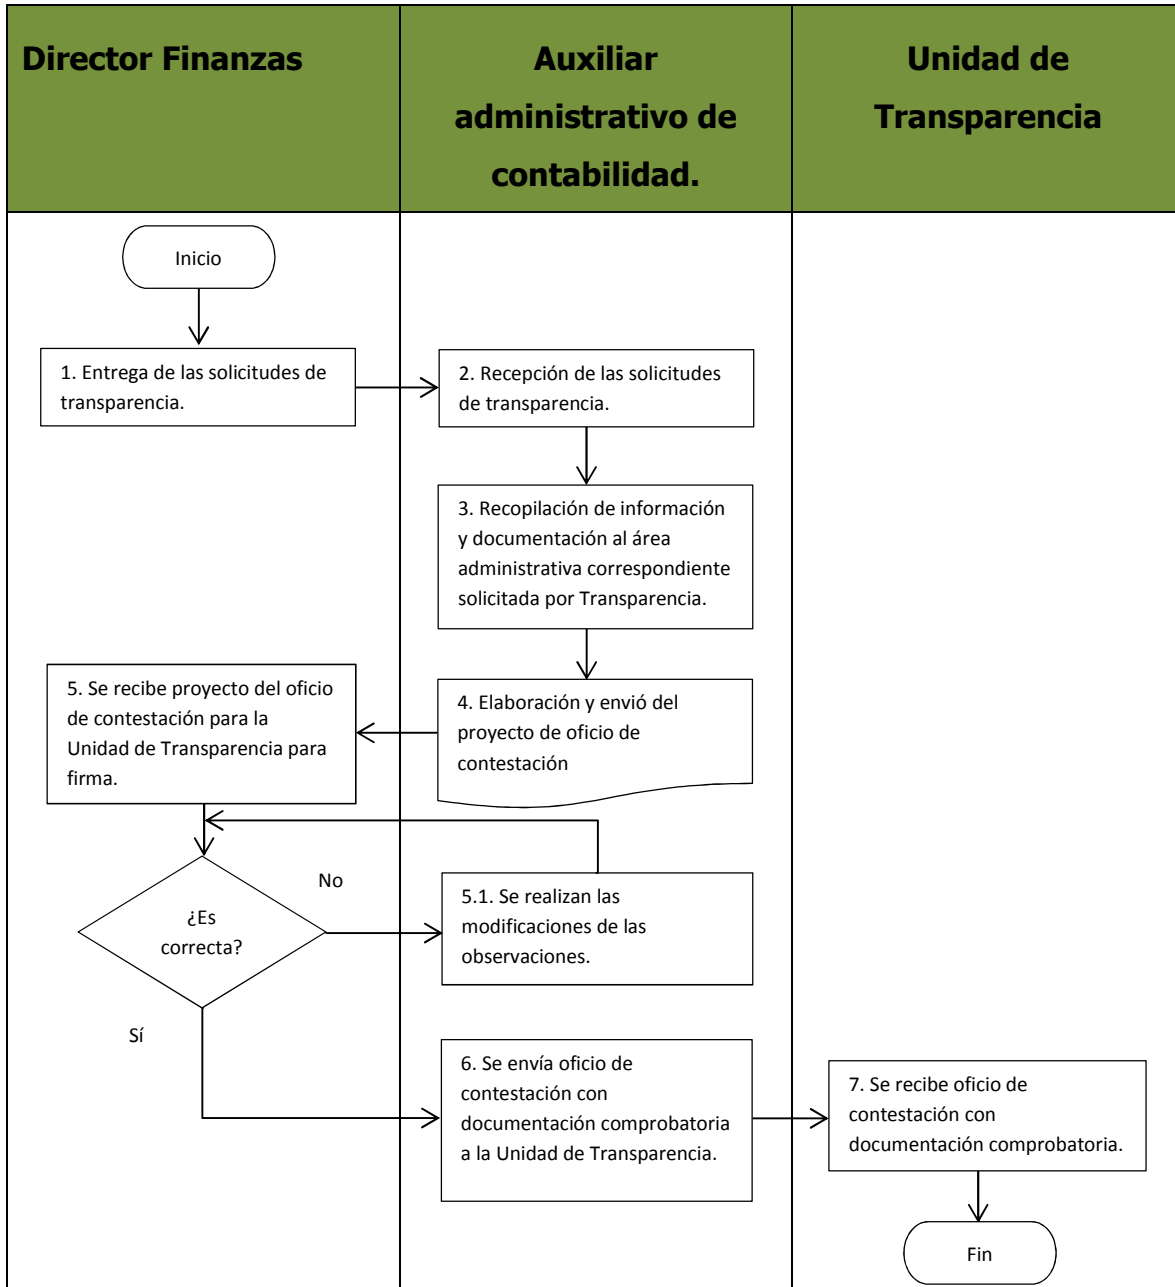 Director Finanzas
Auxiliar
administrativo de
contabilidad.
Unidad de
Transparencia
Inicio
1. Entrega de las solicitudes de
transparencia.
2. Recepción de las solicitudes
de transparencia.
3. Recopilación de información
y documentación al área
administrativa correspondiente
solicitada por Transparencia.
4. Elaboración y envió del
proyecto de oficio de
contestación
5. Se recibe proyecto del oficio
de contestación para la
Unidad de Transparencia para
firma.
¿Es
correcta?
No
5.1. Se realizan las
modificaciones de las
observaciones.
Sí
6. Se envía oficio de
contestación con
documentación comprobatoria
a la Unidad de Transparencia.
7. Se recibe oficio de
contestación con
documentación comprobatoria.
Fin